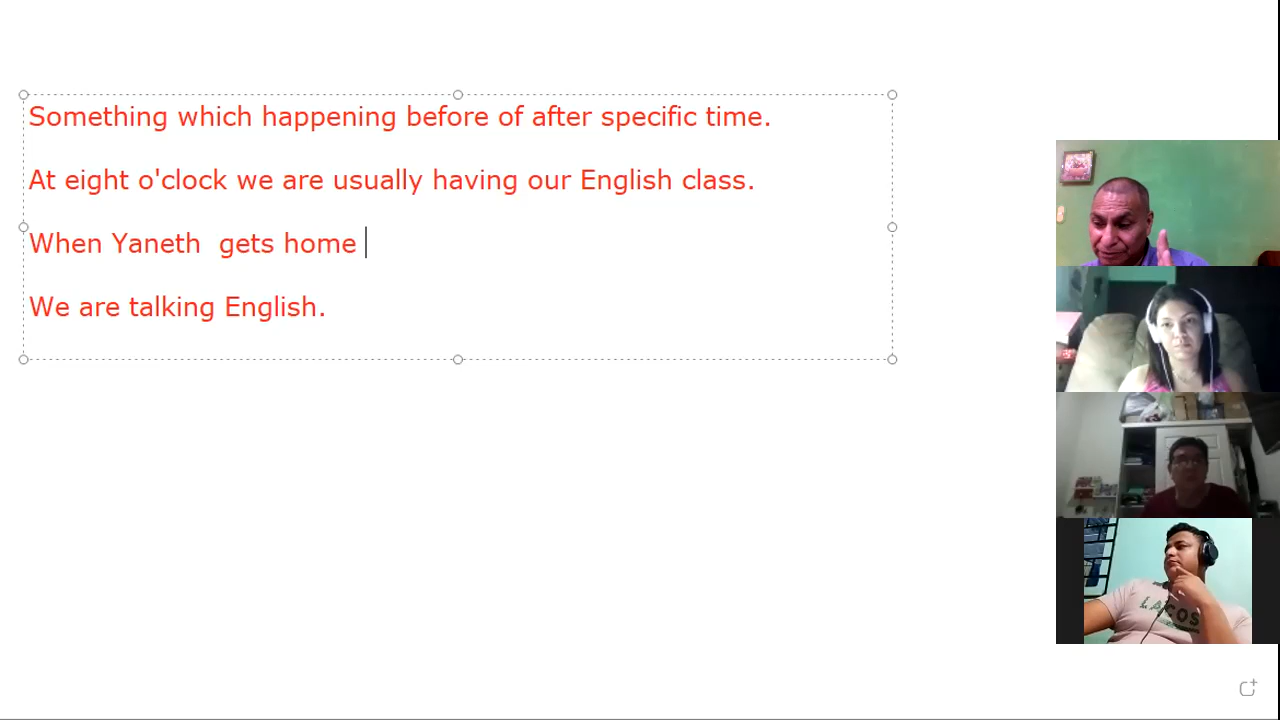 Something which happening before of after specific time.
At eight o'clock we are usually having our English class.
When Yaneth  gets home
We are talking English.